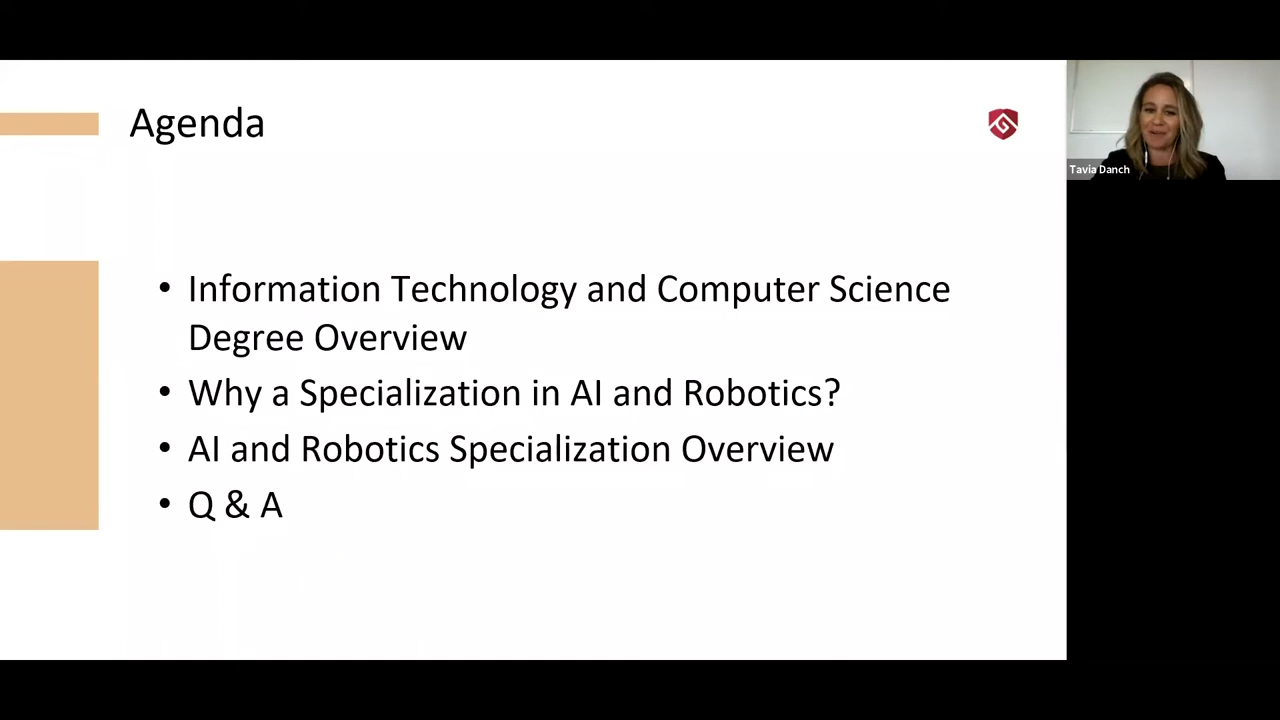 Agenda
• Information Technology and Computer Science
Degree Overview
• Why a Specialization in AI and Robotics?
• AI and Robotics Specialization Overview
• Q & A
Tavia Danch